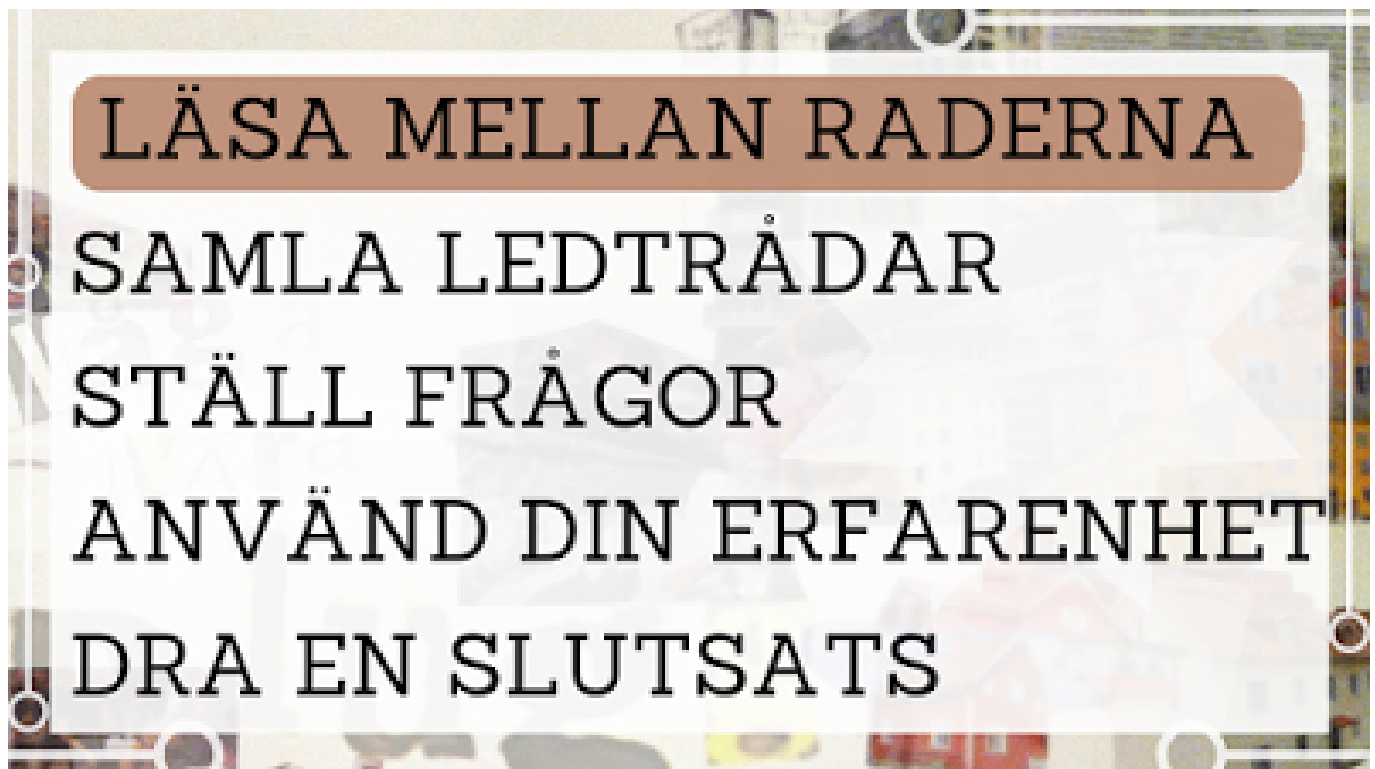 LÄSA MELLAN RADERNA
SAMLA LEDTRÅDAR
STÄLL FRÅGOR
ANVÄND DIN ERFARENHET
DRA EN SLUTSATS